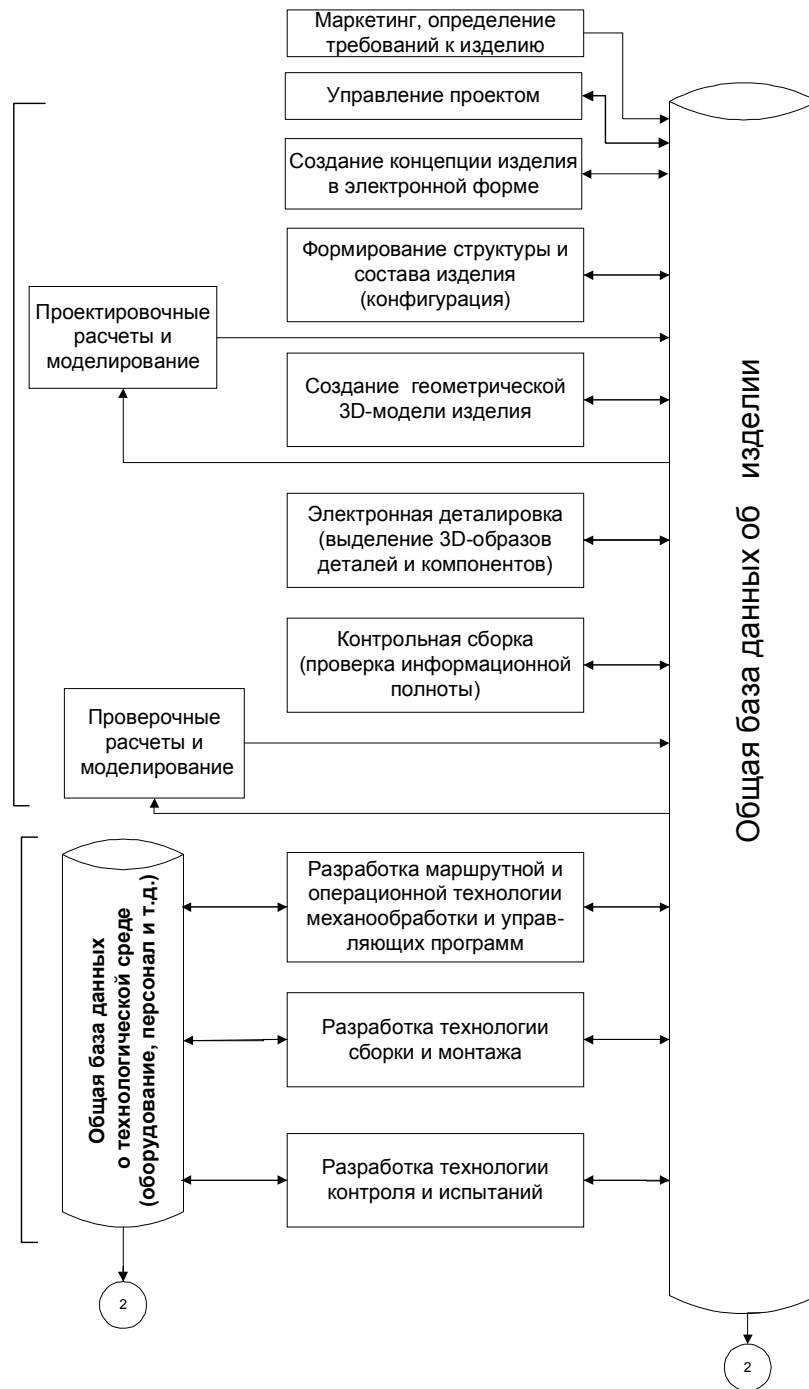 Маркетинг, определение
требований к изделию
Управление проектом
Создание концепции изделия
в электронной форме
Формирование структуры и
состава изделия
(конфигурация)
Проектировочные
расчеты и
моделирование
Создание геометрической
3D-модели изделия
Электронная деталировка
(выделение 3D-образов
деталей и компонентов)
Контрольная сборка
(проверка информационной
полноты)
Проверочные
расчеты и
моделирование
Общая база данных об изделии
Общая база данных
о технологической среде
(оборудование, персонал и т.д.)
Разработка маршрутной и
операционной технологии
механообработки и управ-
ляющих программ
Разработка технологии
сборки и монтажа
Разработка технологии
контроля и испытаний
2
2